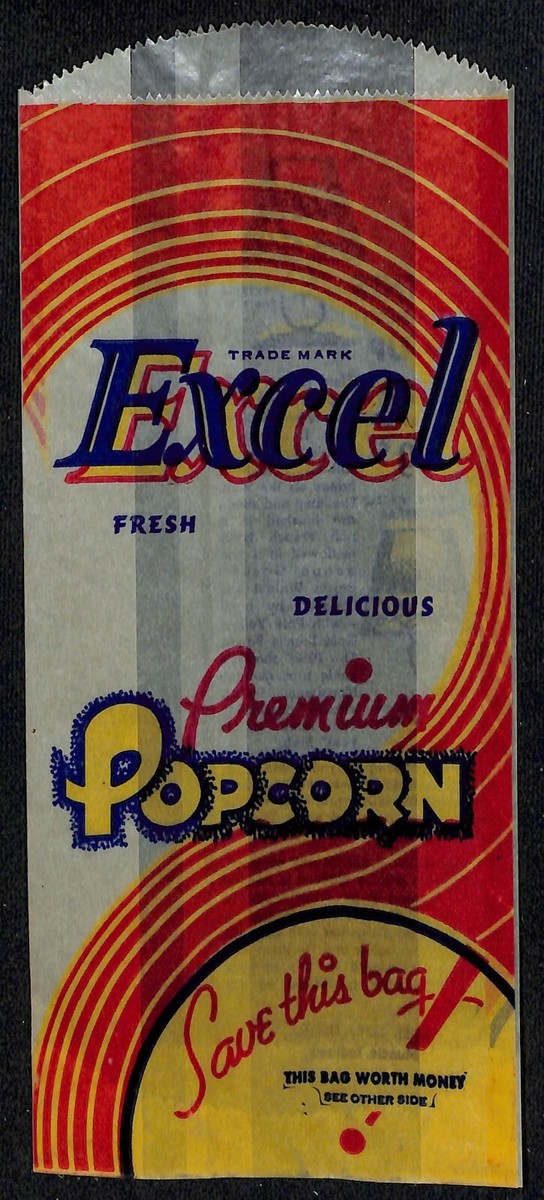 TRADE MARK
Excel
FRESH
DELICIOUS
Premium
POPCORN
Save this bag!
THIS BAG WORTH MONEY
(SEE OTHER SIDE)